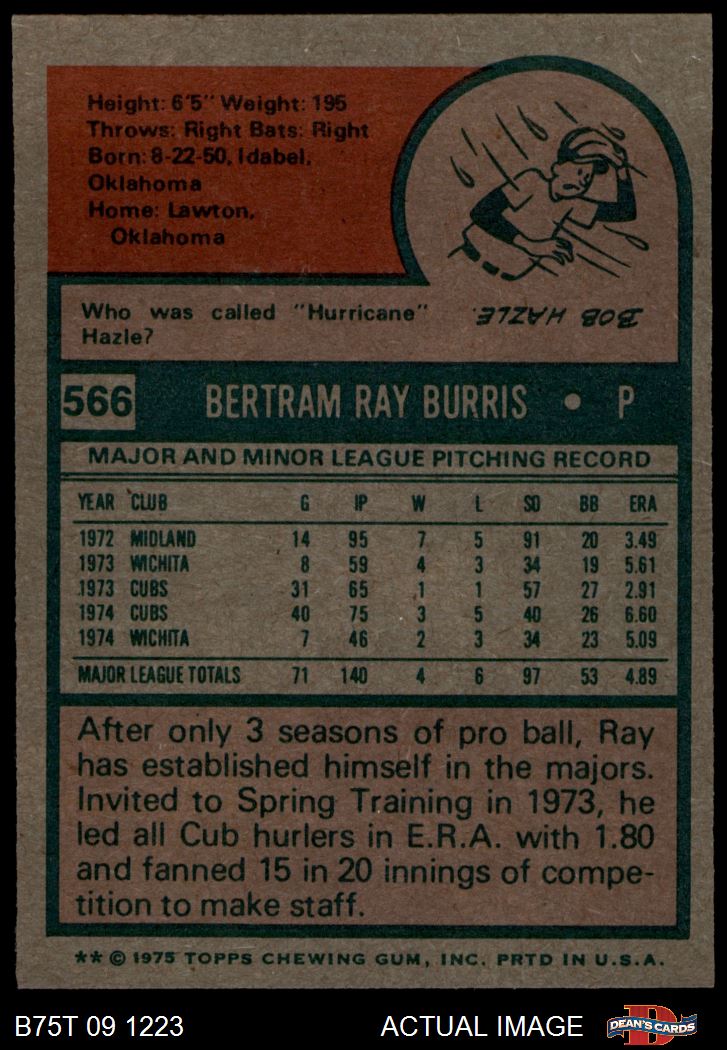 Height: 6'5" Weight: 195
Throws: Right Bats: Right
Born: 8-22-50, Idabel,
Oklahoma
Home: Lawton,
Oklahoma
Who was called "Hurricane"
Hazle?
BOB HAZLE.
566 BERTRAM RAY BURRIS • P
MAJOR AND MINOR LEAGUE PITCHING RECORD
YEAR CLUB G IP W L SO BB ERA
1972 MIDLAND 14 95 7 5 91 20 3.49
1973 WICHITA 8 59 4 3 34 19 5.61
1973 CUBS 31 65 1 1 57 27 2.91
1974 CUBS 40 75 3 5 40 26 6.60
1974 WICHITA 7 46 2 3 34 23 5.09
MAJOR LEAGUE TOTALS 71 140 4 6 97 53 4.89
After only 3 seasons of pro ball, Ray
has established himself in the majors.
Invited to Spring Training in 1973, he
led all Cub hurlers in E.R.A. with 1.80
and fanned 15 in 20 innings of compe-
tition to make staff.
** © 1975 TOPPS CHEWING GUM, INC. PRTD IN U.S.A.
B75T 09 1223 ACTUAL IMAGE D DEAN'S CARDS